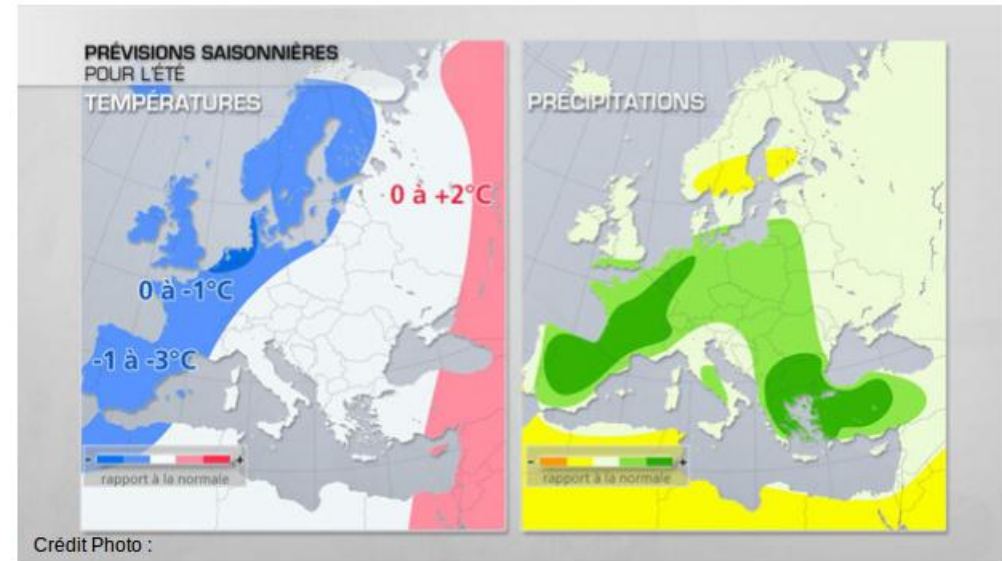 PRÉVISIONS SAISONNIÈRES
POUR L'ÉTÉ
TEMPÉRATURES
0 à +2°C
0 à -1°C
-1 à -3°C
- +
rapport à la normale
PRÉCIPITATIONS
- +
rapport à la normale
Crédit Photo :